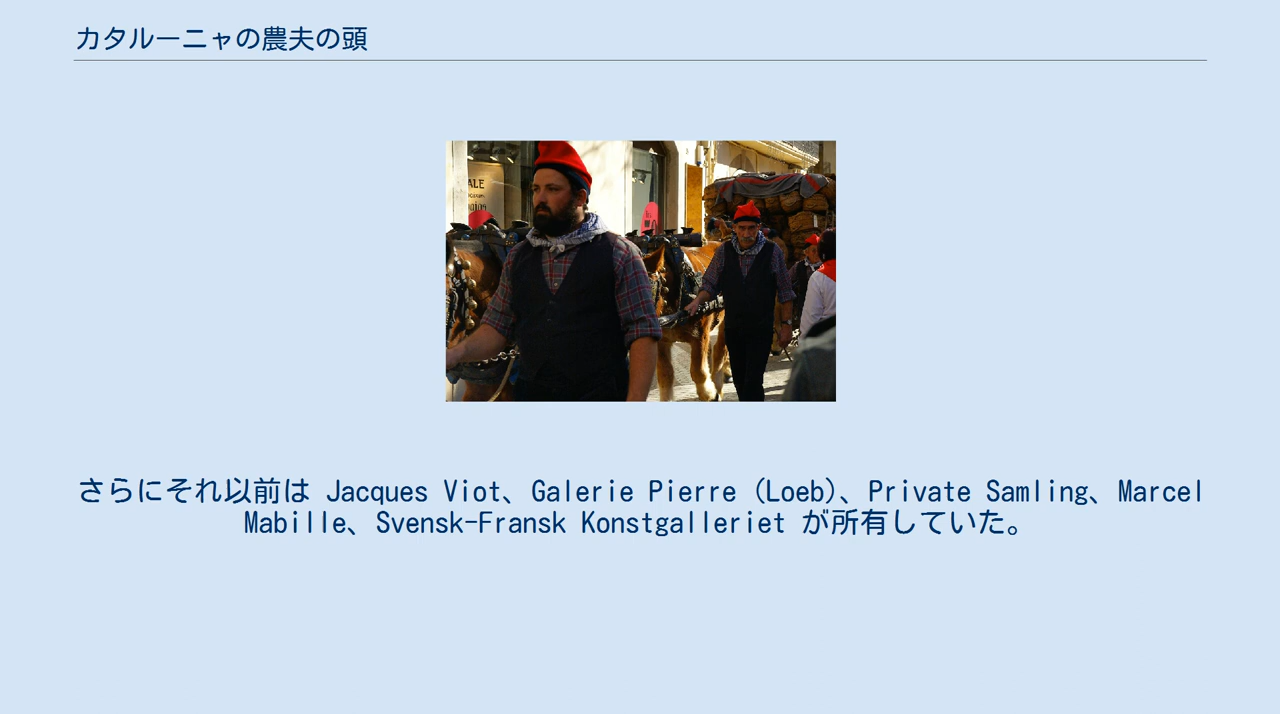 カタルーニャの農夫の頭
ALE
さらにそれ以前は Jacques Viot、Galerie Pierre (Loeb)、Private Samling、Marcel
Mabille、Svensk-Fransk Konstgalleriet が所有していた。